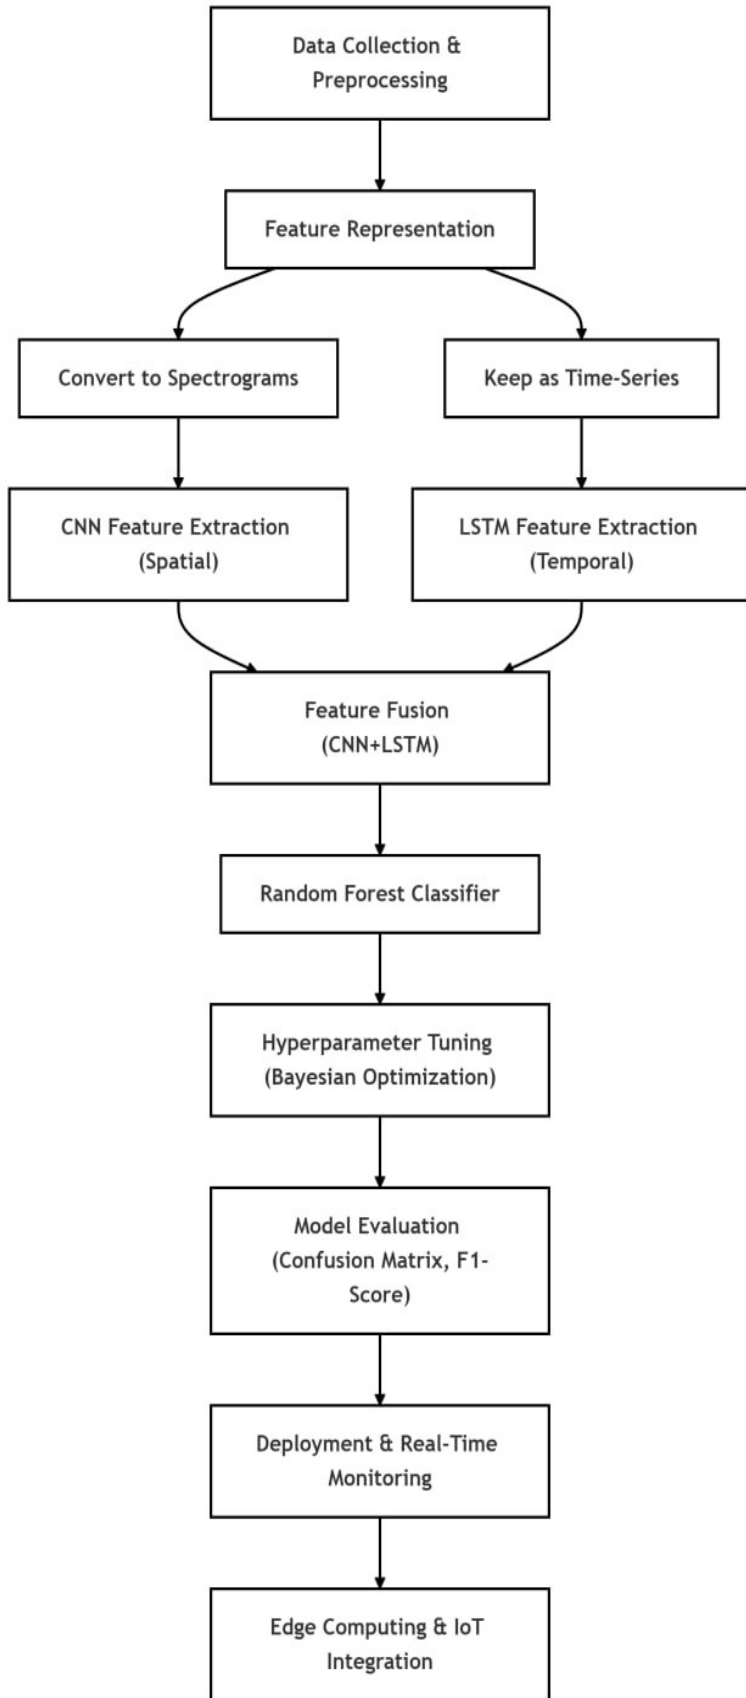 Data Collection &
Preprocessing
Feature Representation
Convert to Spectrograms
Keep as Time-Series
CNN Feature Extraction
(Spatial)
LSTM Feature Extraction
(Temporal)
Feature Fusion
(CNN+LSTM)
Random Forest Classifier
Hyperparameter Tuning
(Bayesian Optimization)
Model Evaluation
(Confusion Matrix, F1-
Score)
Deployment & Real-Time
Monitoring
Edge Computing & IoT
Integration